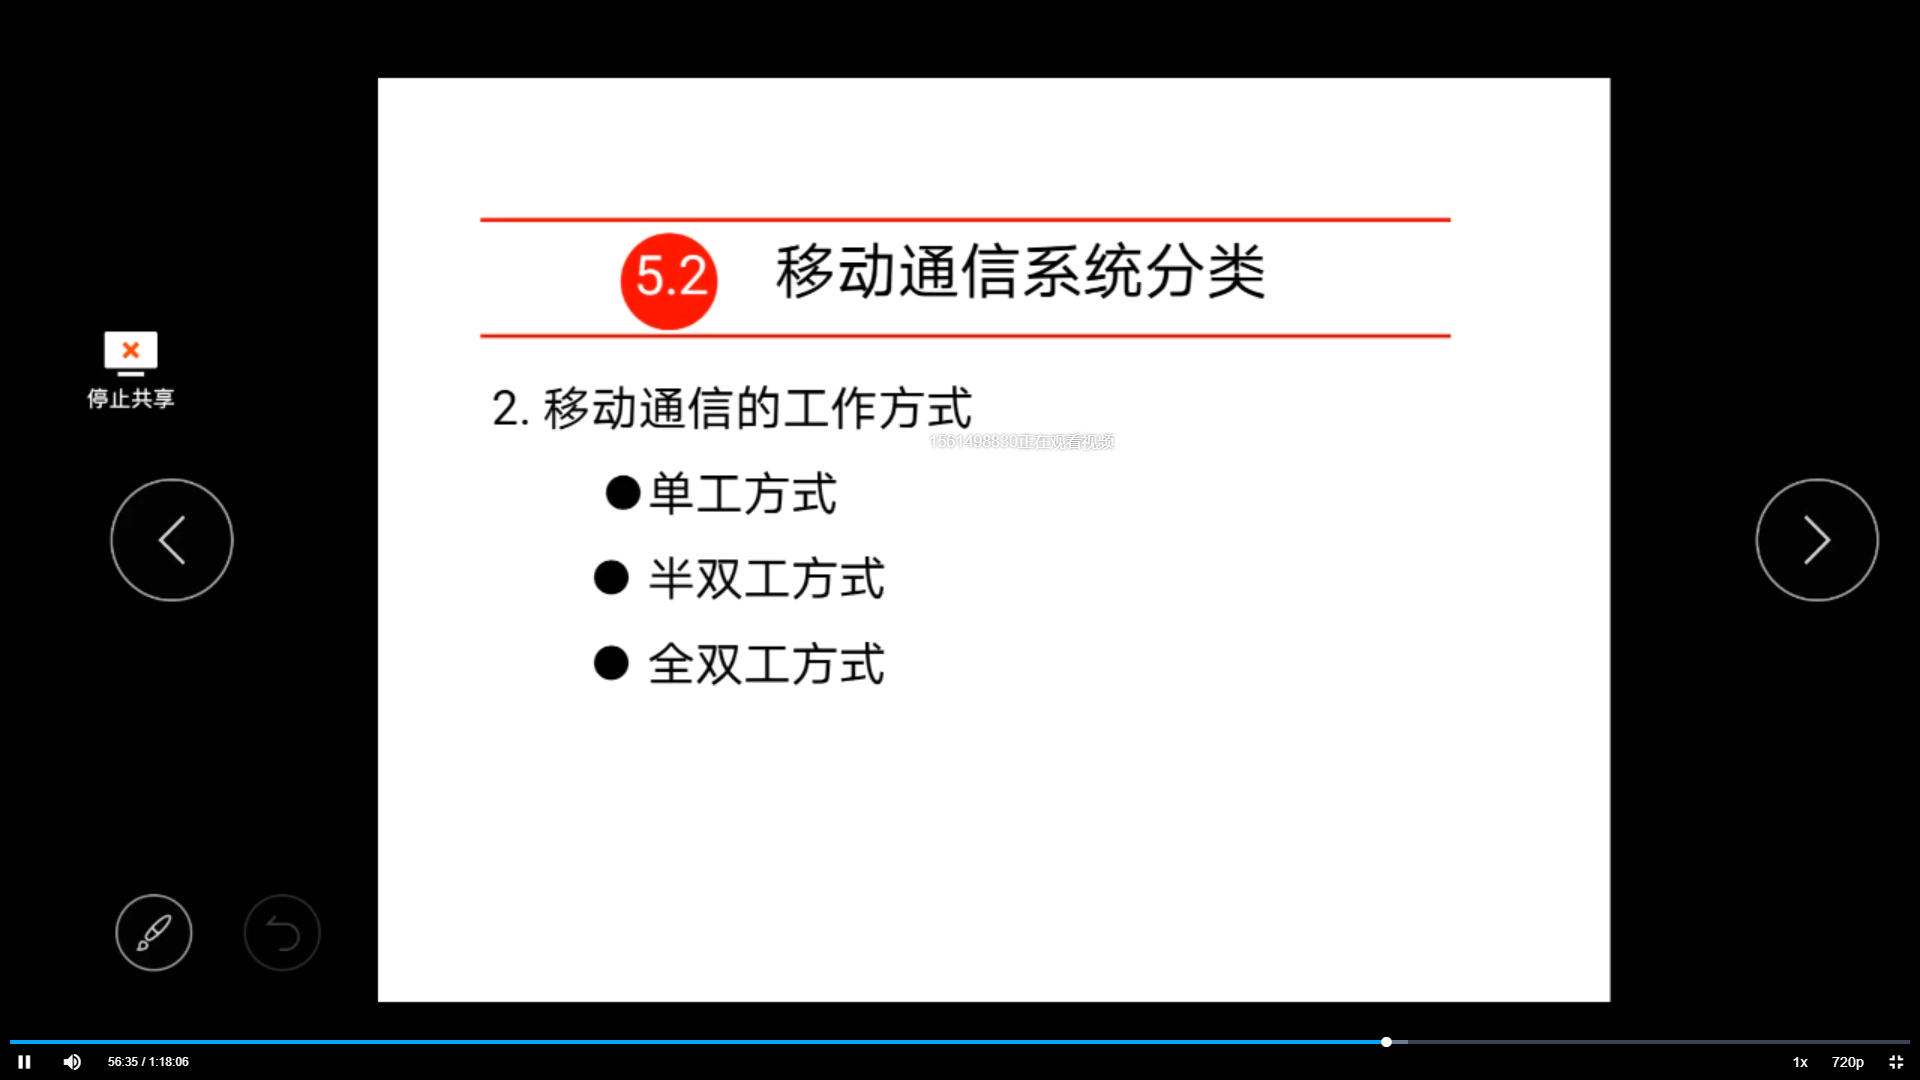 5.2 移动通信系统分类
2. 移动通信的工作方式
1561498830正在观看视频
●单工方式
● 半双工方式
● 全双工方式
停止共享
56:35 / 1:18:06
1x
720p